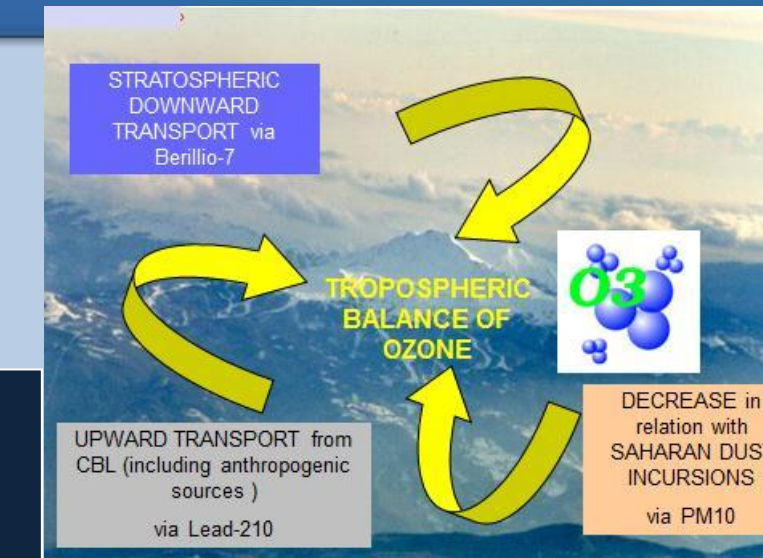 STRATOSPHERIC
DOWNWARD
TRANSPORT via
Berillio-7
TROPOSPHERIC
BALANCE OF
OZONE
O3
UPWARD TRANSPORT from
CBL (including anthropogenic
sources )
via Lead-210
DECREASE in
relation with
SAHARAN DUST
INCURSIONS
via PM10